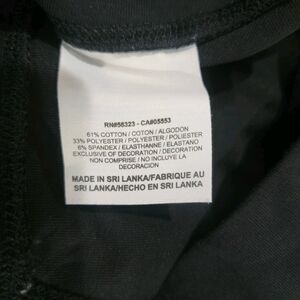 RN#56323 - CA#05553
61% COTTON / COTON / ALGODON
33% POLYESTER / POLYESTER / POLIESTER
6% SPANDEX / ELASTHANNE / ELASTANO
EXCLUSIVE OF DECORATION / DECORATION
NON COMPRISE / NO INCLUYE LA
DECORACION
MADE IN SRI LANKA/FABRIQUE AU
SRI LANKA/HECHO EN SRI LANKA